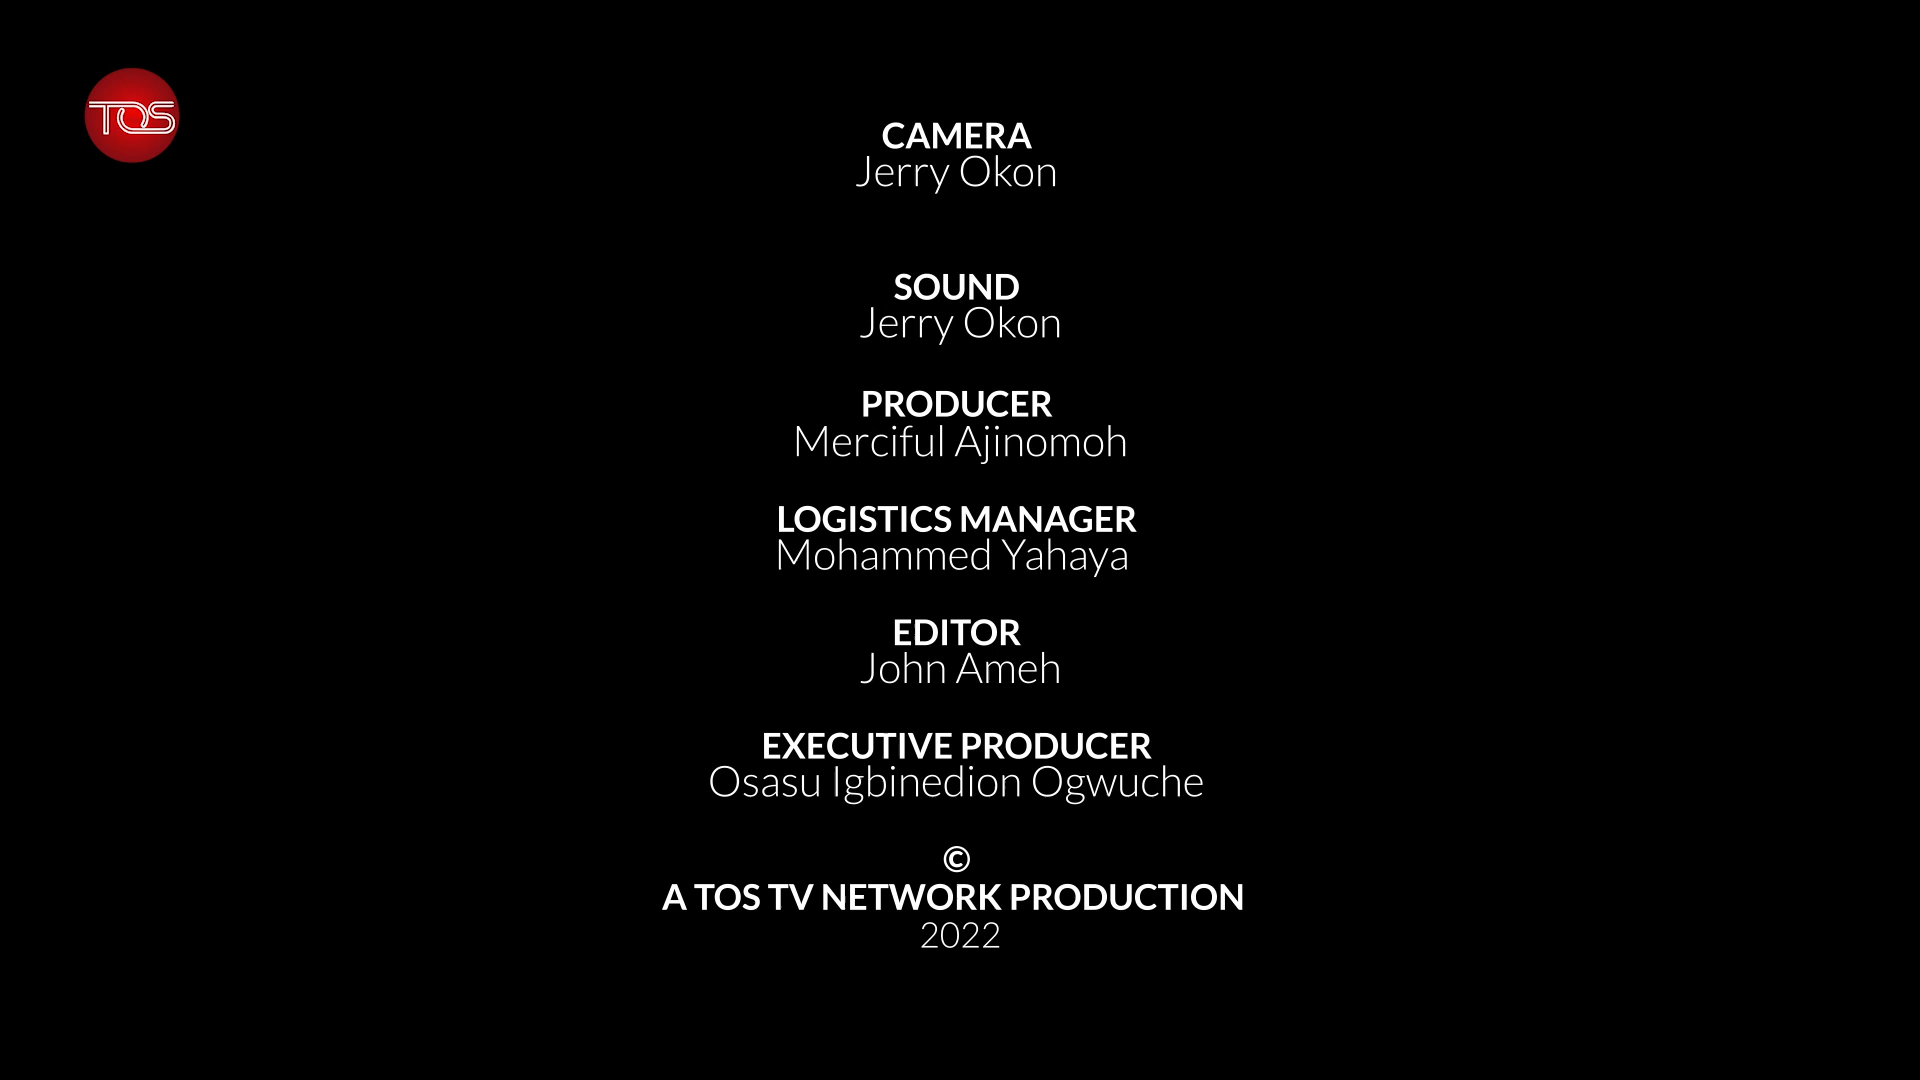 TOS
CAMERA
Jerry Okon
SOUND
Jerry Okon
PRODUCER
Merciful Ajinomoh
LOGISTICS MANAGER
Mohammed Yahaya
EDITOR
John Ameh
EXECUTIVE PRODUCER
Osasu Igbinedion Ogwuche
©
A TOS TV NETWORK PRODUCTION
2022